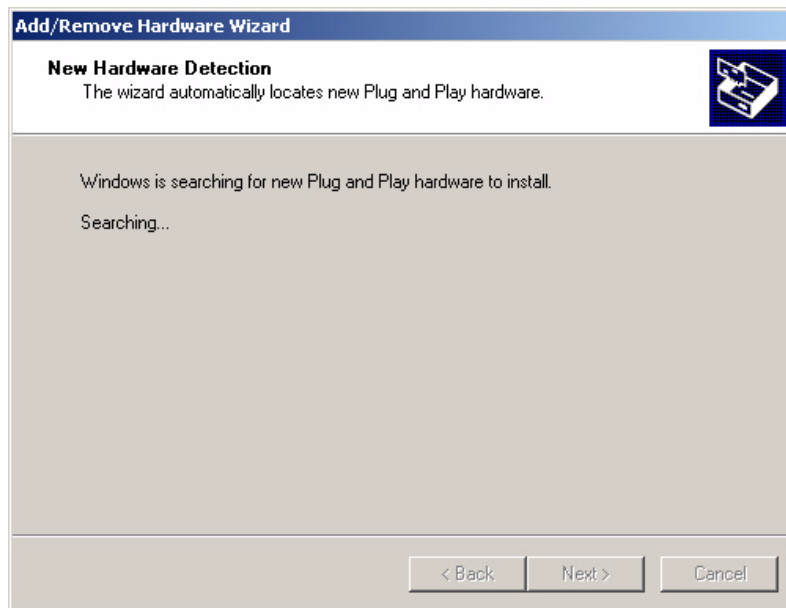 Add/Remove Hardware Wizard
New Hardware Detection
The wizard automatically locates new Plug and Play hardware.
Windows is searching for new Plug and Play hardware to install.
Searching...
< Back Next > Cancel